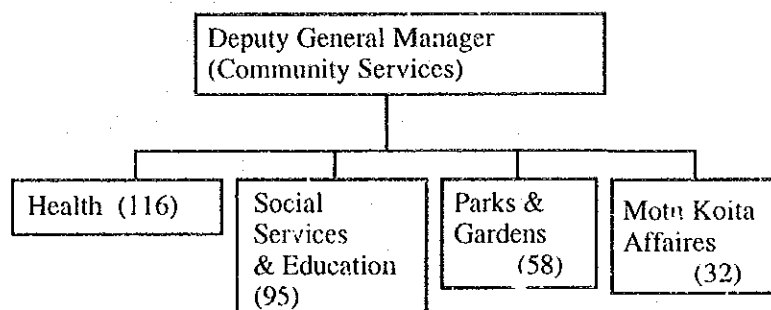 Deputy General Manager
(Community Services)
Health (116)
Social
Services
& Education
(95)
Parks &
Gardens
(58)
Motu Koita
Affaires
(32)